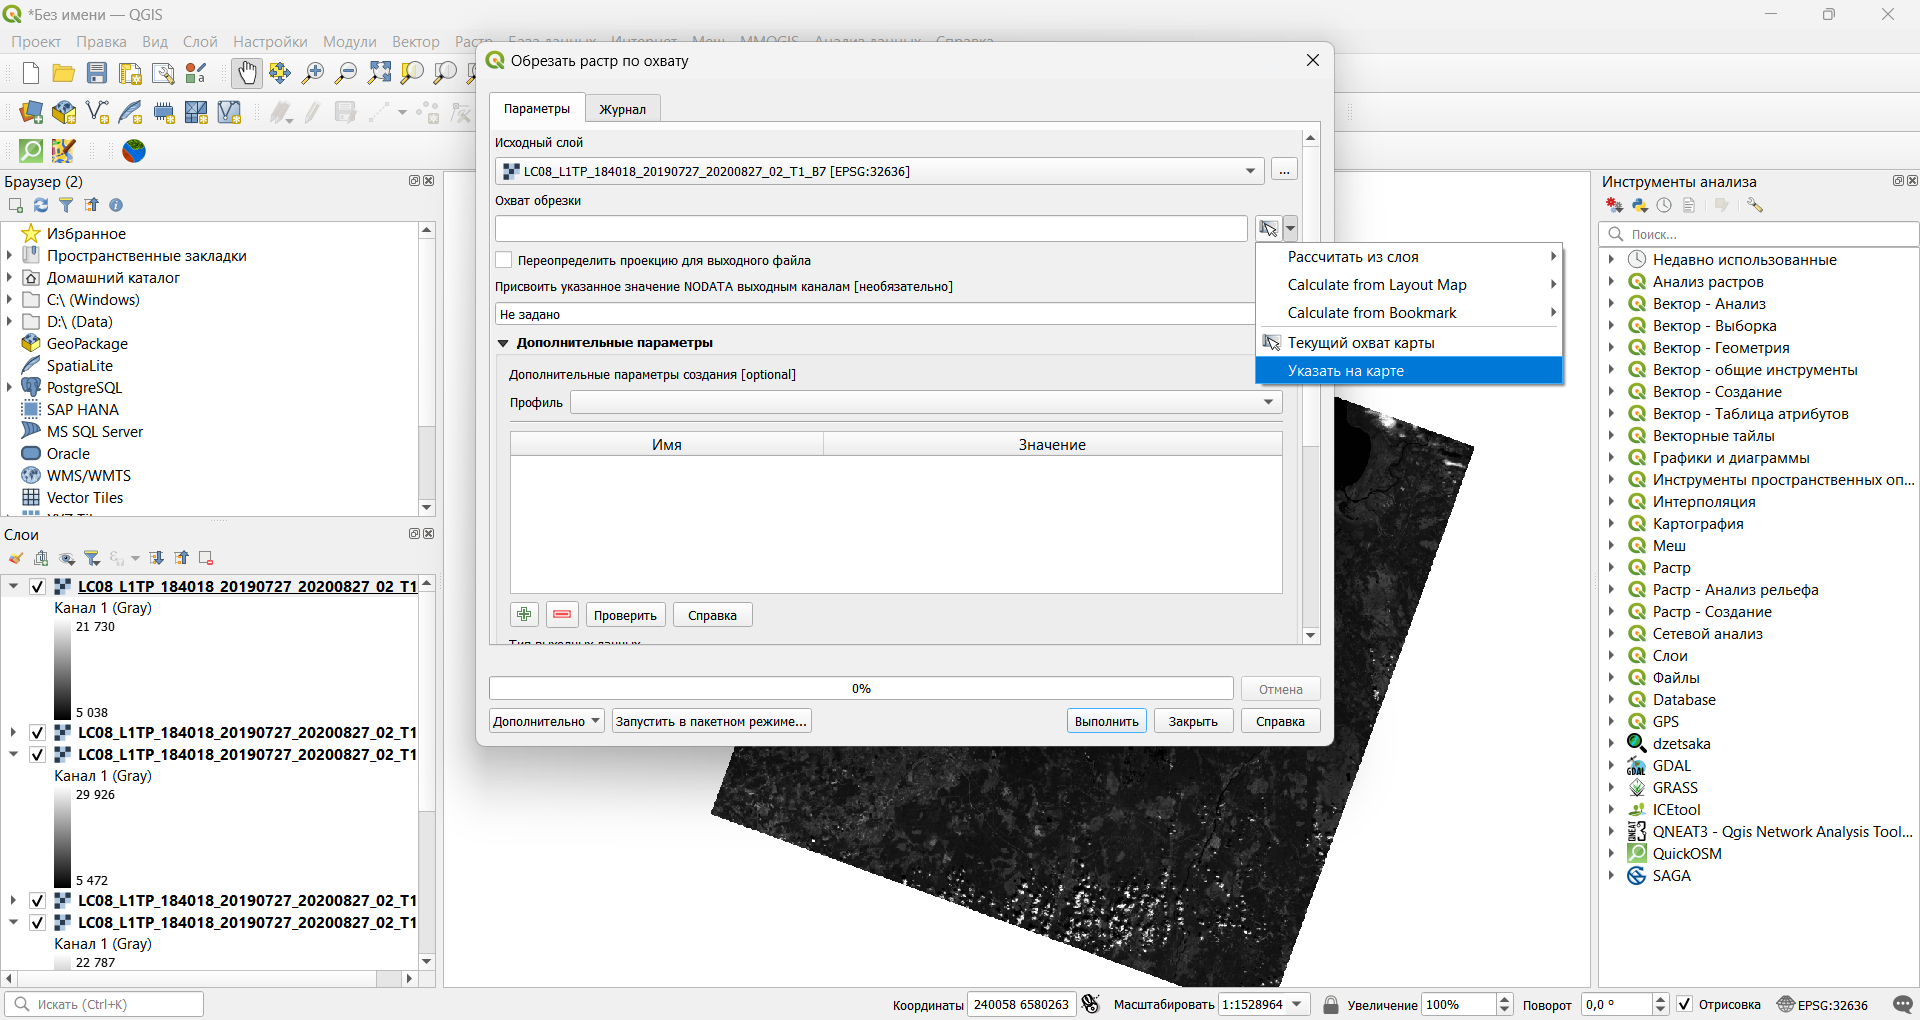 *Без имени — QGIS
Проект Правка Вид Слой Настройки Модули Вектор
Обрезать растр по охвату
Параметры
Журнал
Исходный слой
LC08_L1TP_184018_20190727_20200827_02_T1_B7 [EPSG:32636]
...
Охват обрезки
Переопределить проекцию для выходного файла
Присвоить указанное значение NODATA выходным каналам [необязательно]
Не задано
Дополнительные параметры
Дополнительные параметры создания [optional]
Профиль
Имя
Значение
Проверить
Справка
Тип выходных данных
0%
Отмена
Дополнительно
Запустить в пакетном режиме...
Выполнить
Закрыть
Справка
Рассчитать из слоя
Calculate from Layout Map
Calculate from Bookmark
Текущий охват карты
Указать на карте
Браузер (2)
Избранное
Пространственные закладки
Домашний каталог
C:\ (Windows)
D:\ (Data)
GeoPackage
SpatiaLite
PostgreSQL
SAP HANA
MS SQL Server
Oracle
WMS/WMTS
Vector Tiles
Слои
LC08_L1TP_184018_20190727_20200827_02_T1
Канал 1 (Gray)
21 730
5 038
LC08_L1TP_184018_20190727_20200827_02_T1
LC08_L1TP_184018_20190727_20200827_02_T1
Канал 1 (Gray)
29 926
5 472
LC08_L1TP_184018_20190727_20200827_02_T1
LC08_L1TP_184018_20190727_20200827_02_T1
Канал 1 (Gray)
22 787
Инструменты анализа
Поиск...
Недавно использованные
Анализ растров
Вектор - Анализ
Вектор - Выборка
Вектор - Геометрия
Вектор - общие инструменты
Вектор - Создание
Вектор - Таблица атрибутов
Векторные тайлы
Графики и диаграммы
Инструменты пространственных оп...
Интерполяция
Картография
Меш
Растр
Растр - Анализ рельефа
Растр - Создание
Сетевой анализ
Слои
Файлы
Database
GPS
dzetsaka
GDAL
GRASS
ICEtool
QNEAT3 - Qgis Network Analysis Tool...
QuickOSM
SAGA
Искать (Ctrl+K)
Координаты 240058 6580263 Масштабировать 1:1528964 Увеличение 100% Поворот 0,0 ° Отрисовка EPSG:32636